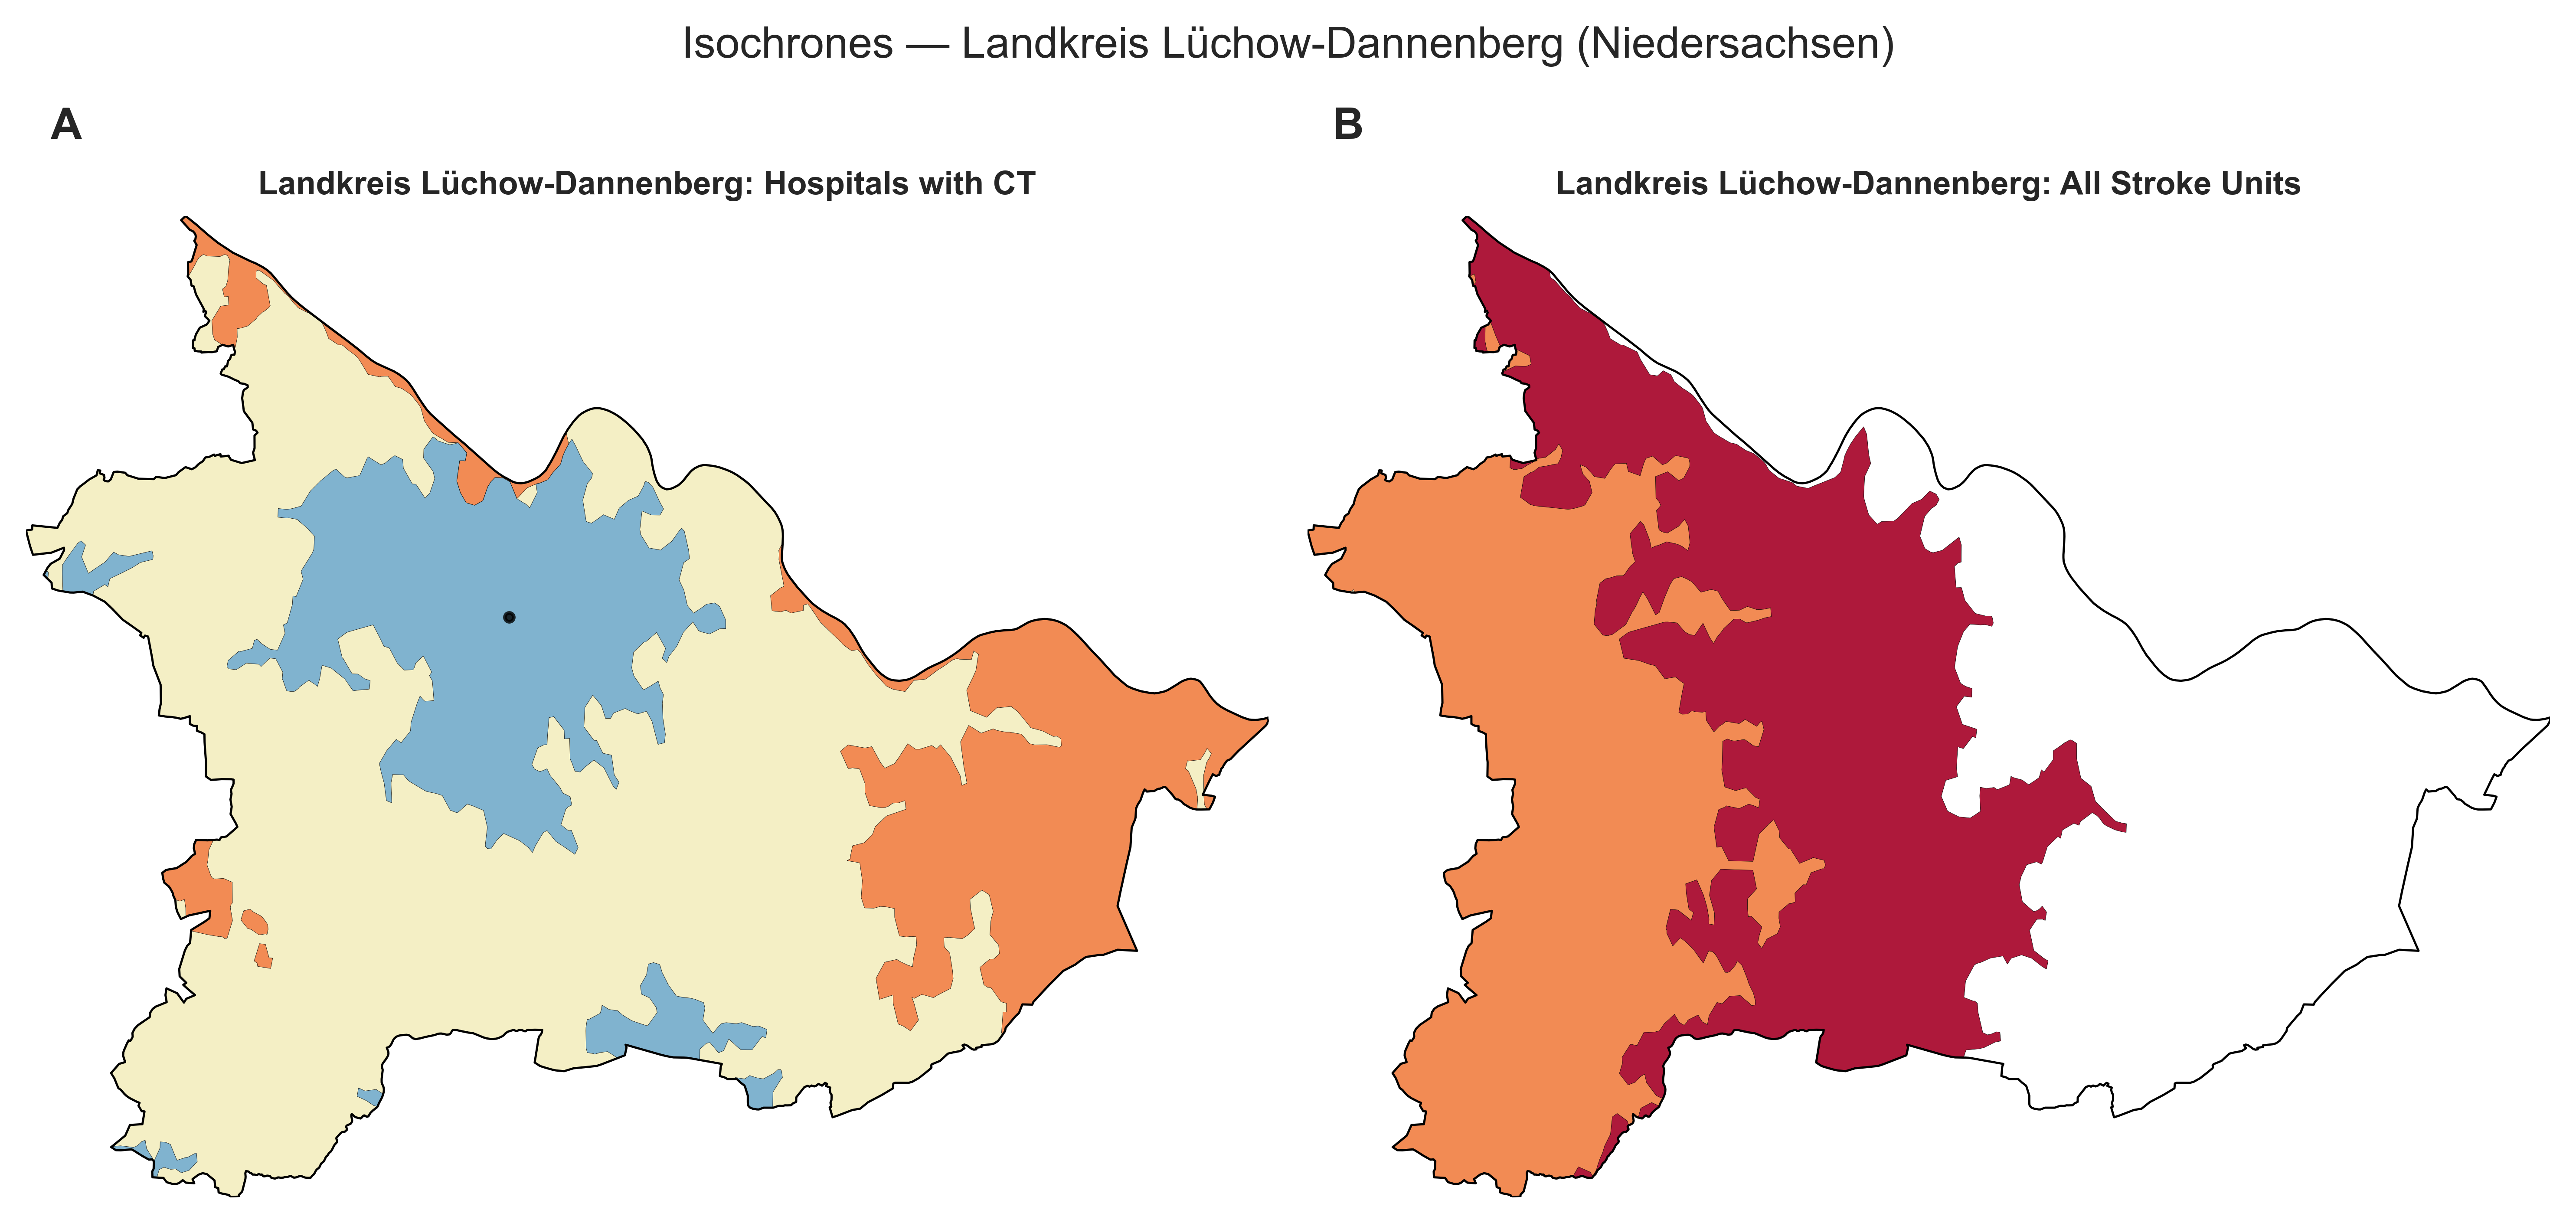 Isochrones — Landkreis Lüchow-Dannenberg (Niedersachsen)
A
B
Landkreis Lüchow-Dannenberg: Hospitals with CT
Landkreis Lüchow-Dannenberg: All Stroke Units